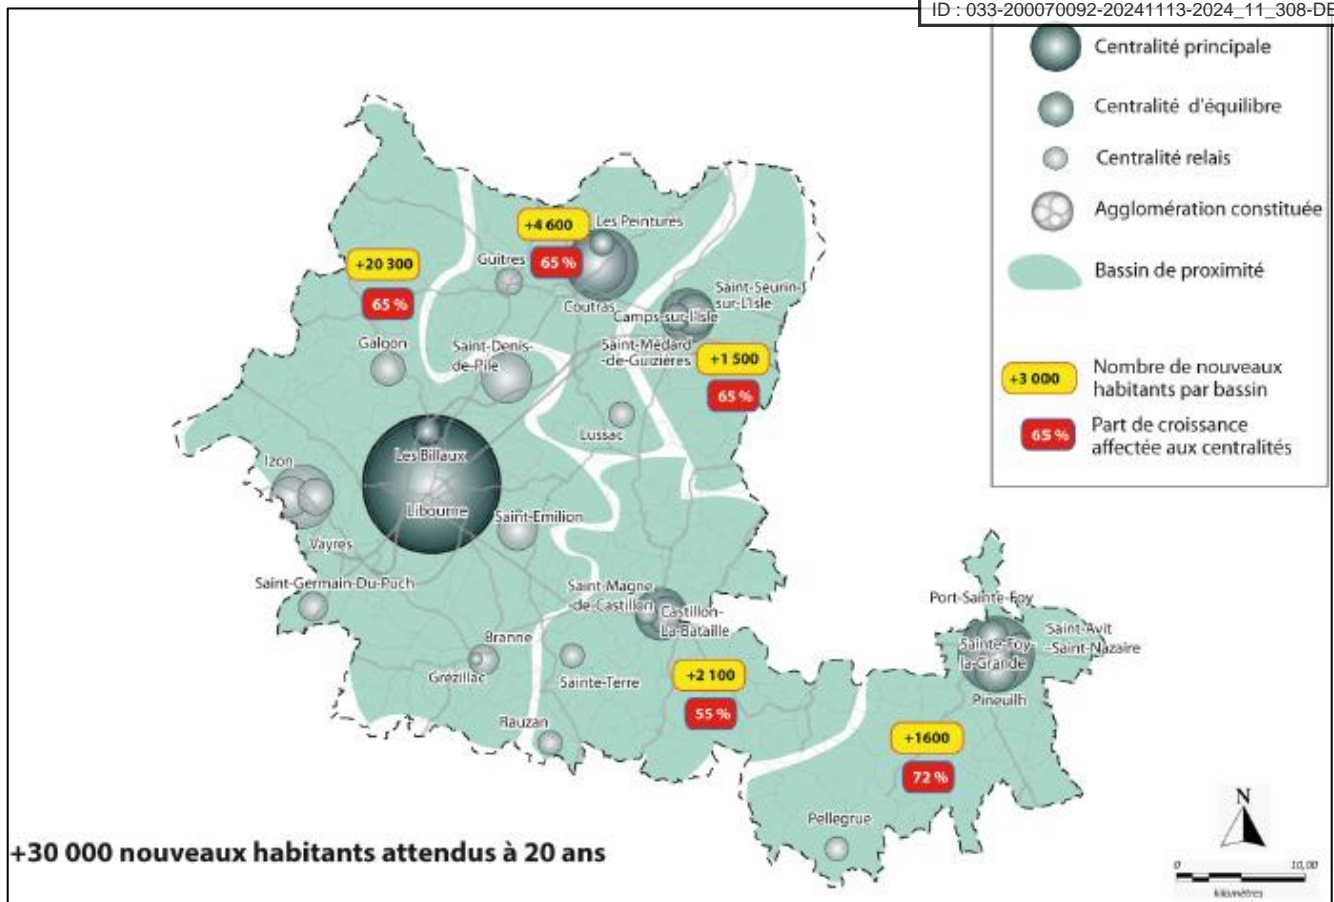 ID : 033-200070092-20241113-2024_11_308-DE
Centralité principale
Centralité d'équilibre
Centralité relais
Agglomération constituée
Bassin de proximité
+3 000
Nombre de nouveaux
habitants par bassin
65 %
Part de croissance
affectée aux centralités
+4 600
65 %
Les Peintures
Guitres
Coutras
+20 300
65 %
Galgon
Saint-Denis-
de-Pile
Saint-Seurin-
sur-L'Isle
Camps-sur-l'Isle
Saint-Médard
-de-Guizières
+1 500
65 %
Lussac
Les Billaux
Libourne
Izon
Vayres
Saint-Emilion
Saint-Germain-Du-Puch
Saint-Magne
-de-Castillon
Castillon-
La-Bataille
Branne
Grézillac
Sainte-Terre
Rauzan
+2 100
55 %
Port-Sainte-Foy
Saint-Avit
-Saint-Nazaire
Sainte-Foy-
la-Grande
Pineuilh
+1600
72 %
Pellegrue
+30 000 nouveaux habitants attendus à 20 ans
N
0 10,00
kilomètres